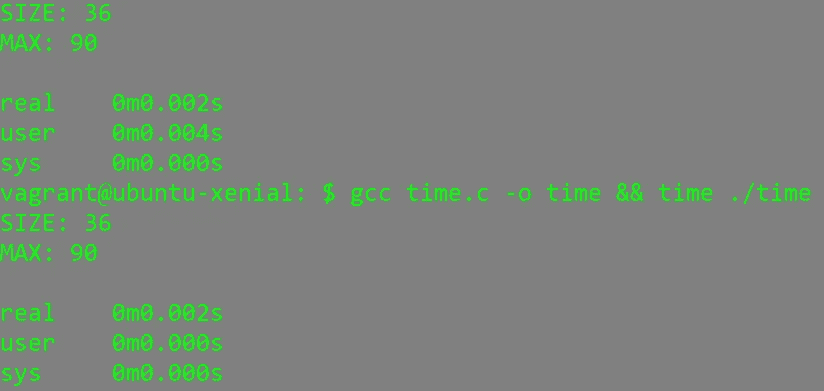 SIZE: 36
MAX: 90
real 0m0.002s
user 0m0.004s
sys 0m0.000s
vagrant@ubuntu-xenial: $ gcc time.c -o time && time ./time
SIZE: 36
MAX: 90
real 0m0.002s
user 0m0.000s
sys 0m0.000s